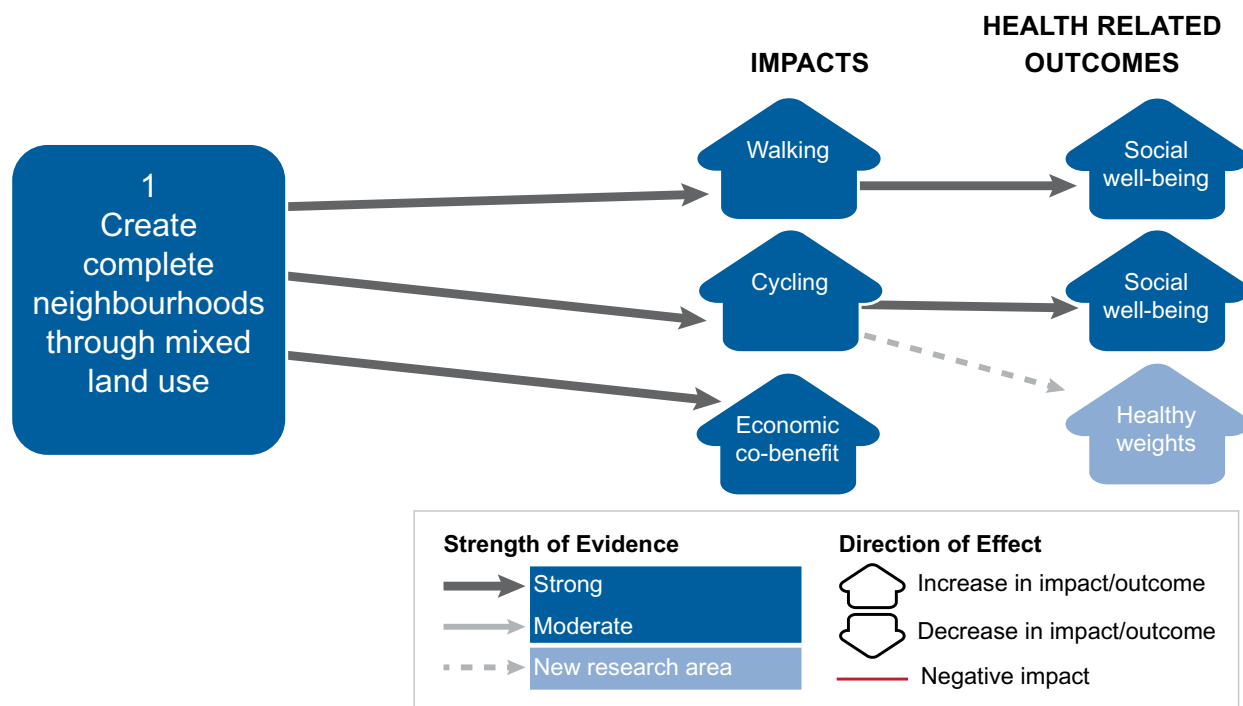 IMPACTS
HEALTH RELATED
OUTCOMES
1
Create
complete
neighbourhoods
through mixed
land use
Walking
Social
well-being
Cycling
Social
well-being
Economic
co-benefit
Healthy
weights
Strength of Evidence
Strong
Moderate
New research area
Direction of Effect
Increase in impact/outcome
Decrease in impact/outcome
Negative impact